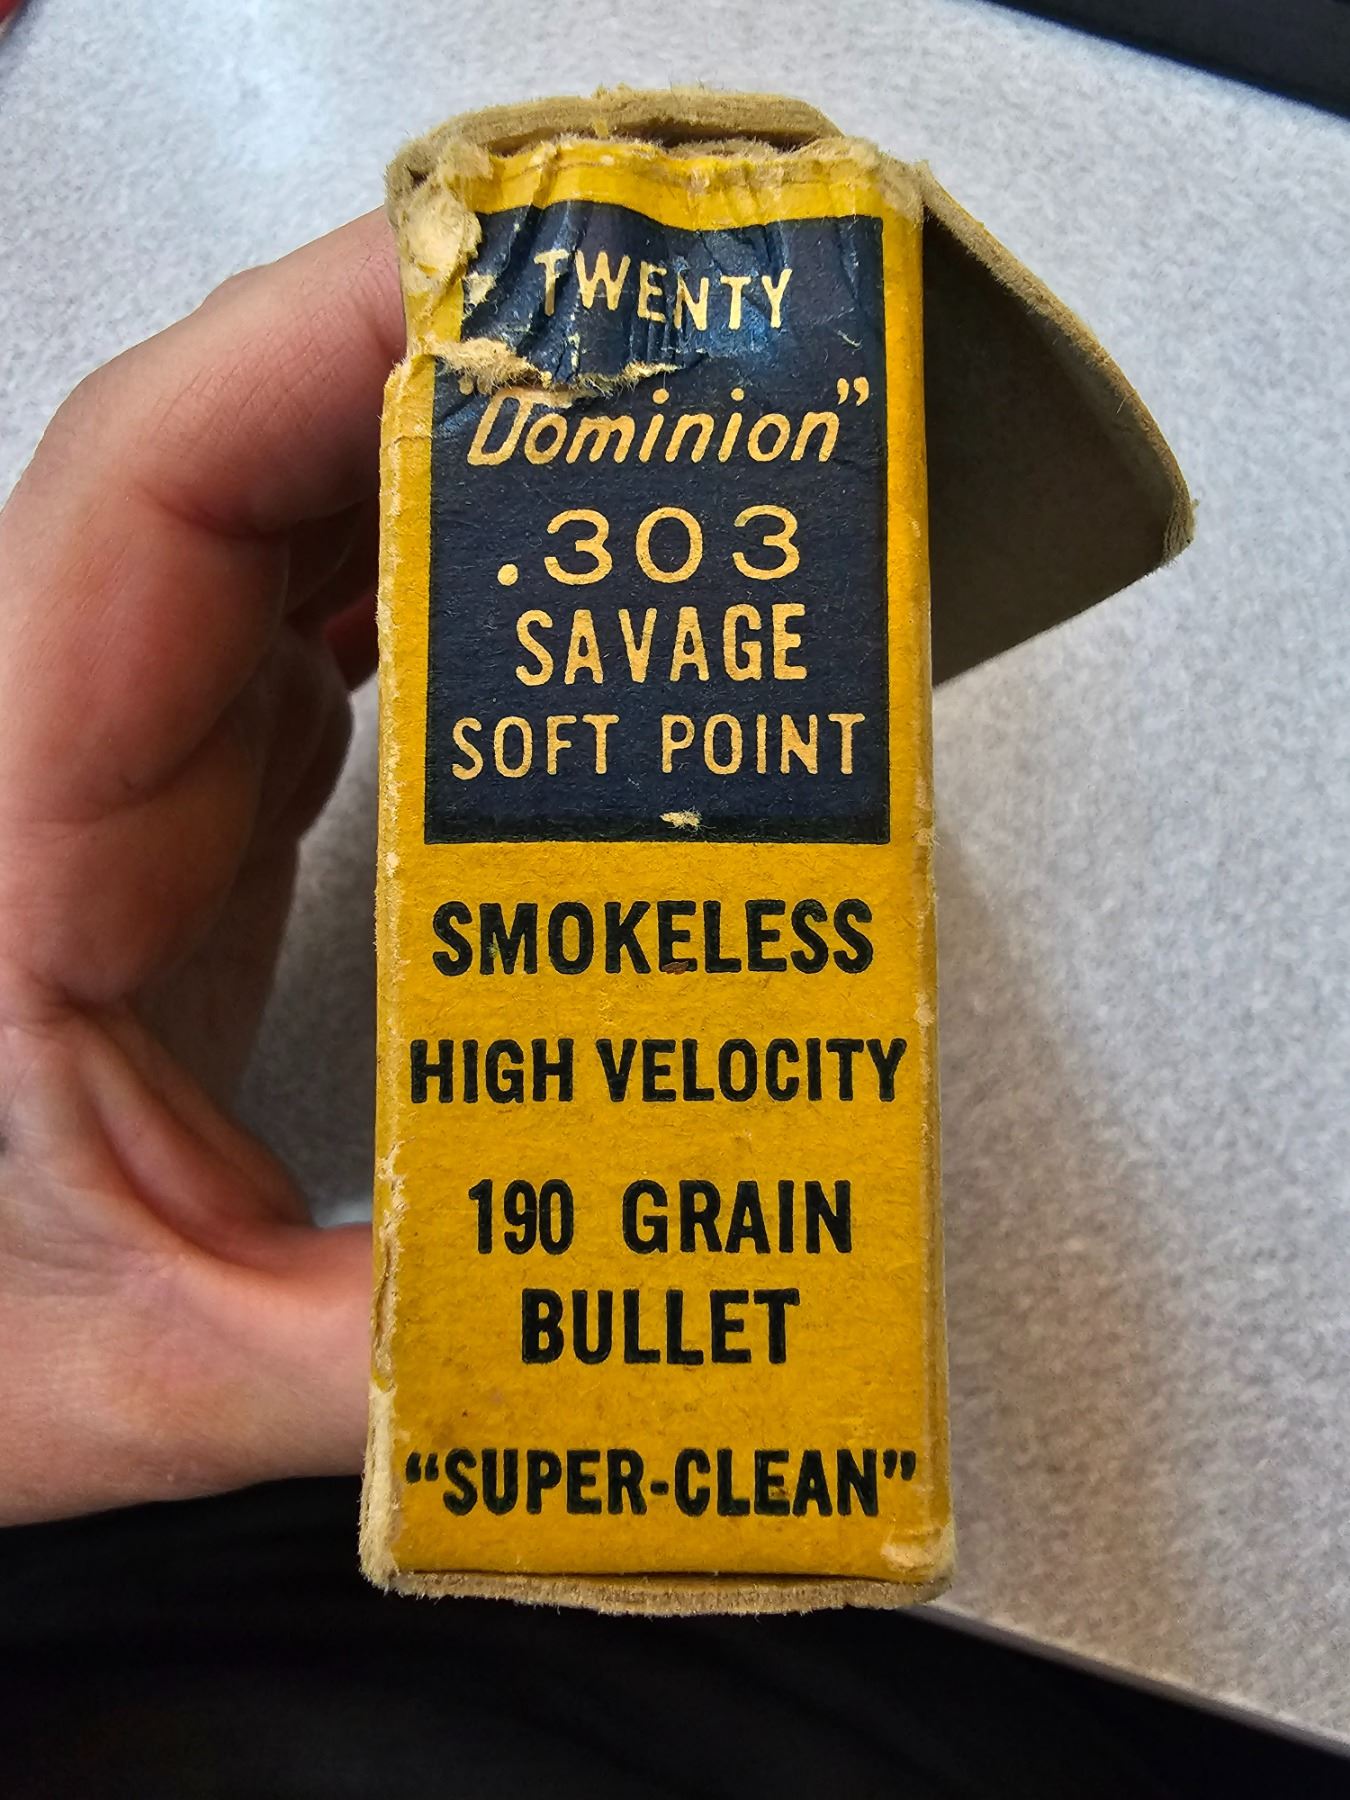 TWENTY
"Dominion"
.303
SAVAGE
SOFT POINT
SMOKELESS
HIGH VELOCITY
190 GRAIN
BULLET
"SUPER-CLEAN"